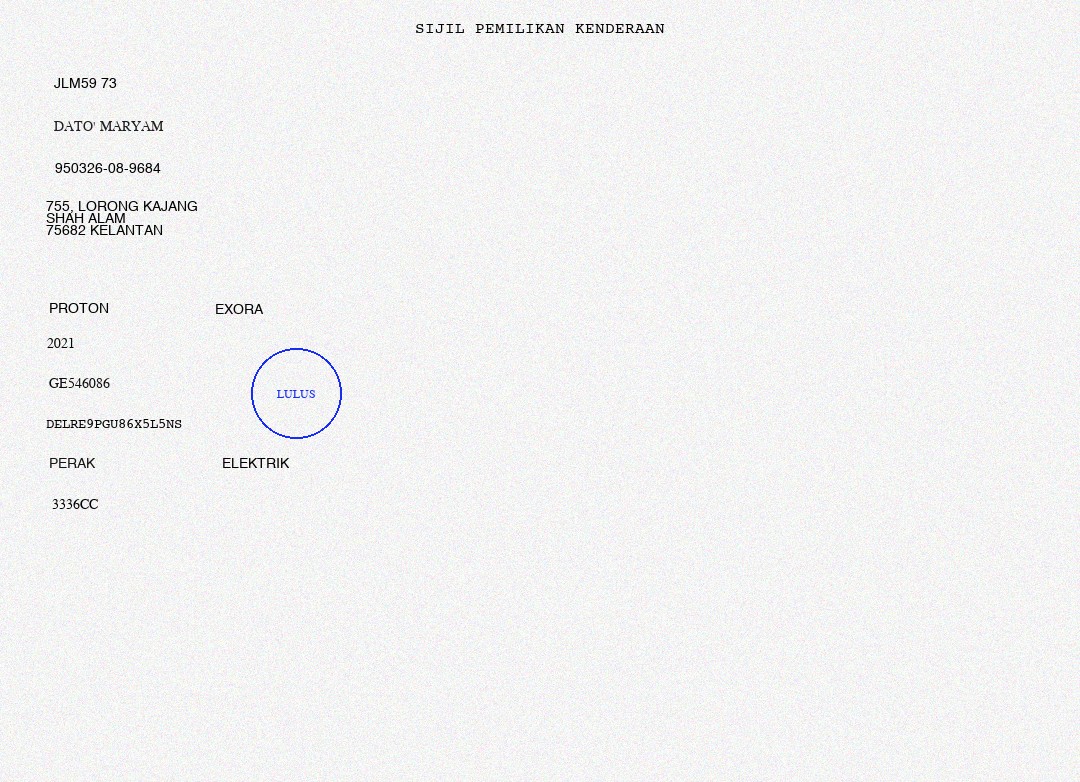 SIJIL PEMILIKAN KENDERAAN
JLM59 73
DATO' MARYAM
950326-08-9684
755, LORONG KAJANG
SHAH ALAM
75682 KELANTAN
PROTON EXORA
2021
GE546086
LULUS
DELRE9PGU86X5L5NS
PERAK ELEKTRIK
3336CC